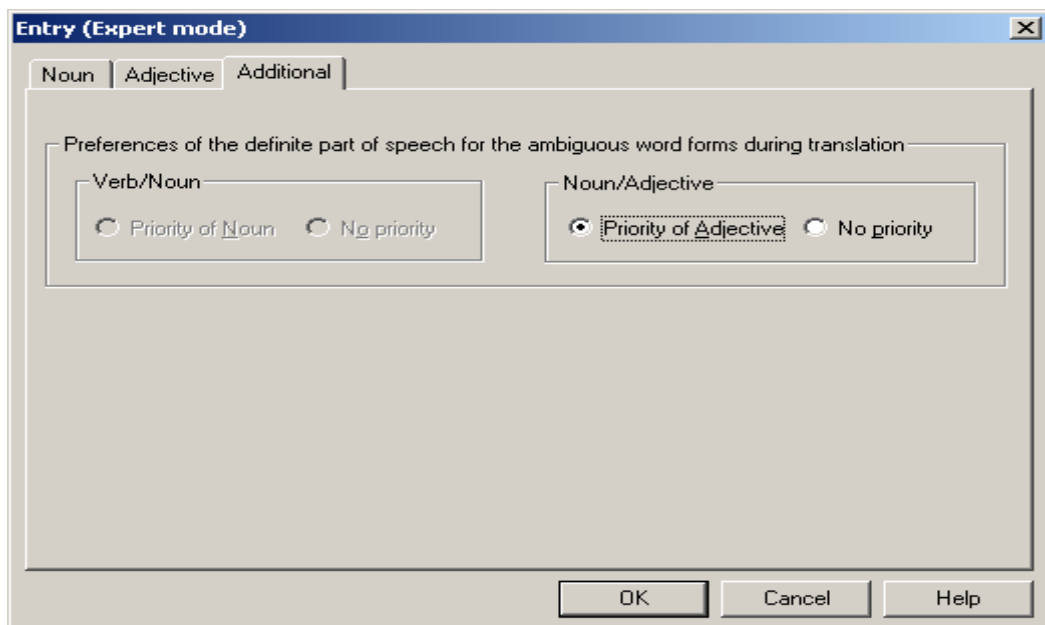 Entry (Expert mode)
Noun Adjective Additional
Preferences of the definite part of speech for the ambiguous word forms during translation
Verb/Noun
Priority of Noun No priority
Noun/Adjective
Priority of Adjective No priority
OK Cancel Help